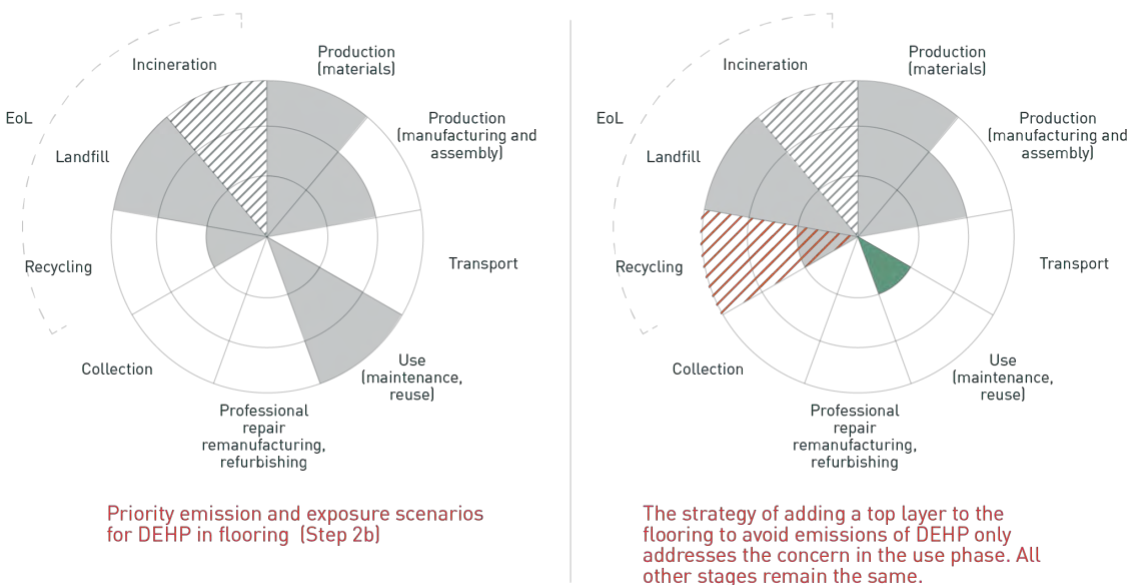 Production
(materials)
Incineration
Production
(manufacturing and
assembly)
EoL
Landfill
Recycling
Transport
Collection
Use
(maintenance,
reuse)
Professional
repair
remanufacturing,
refurbishing
Priority emission and exposure scenarios
for DEHP in flooring (Step 2b)
Production
(materials)
Incineration
Production
(manufacturing and
assembly)
EoL
Landfill
Recycling
Transport
Collection
Use
(maintenance,
reuse)
Professional
repair
remanufacturing,
refurbishing
The strategy of adding a top layer to the
flooring to avoid emissions of DEHP only
addresses the concern in the use phase. All
other stages remain the same.